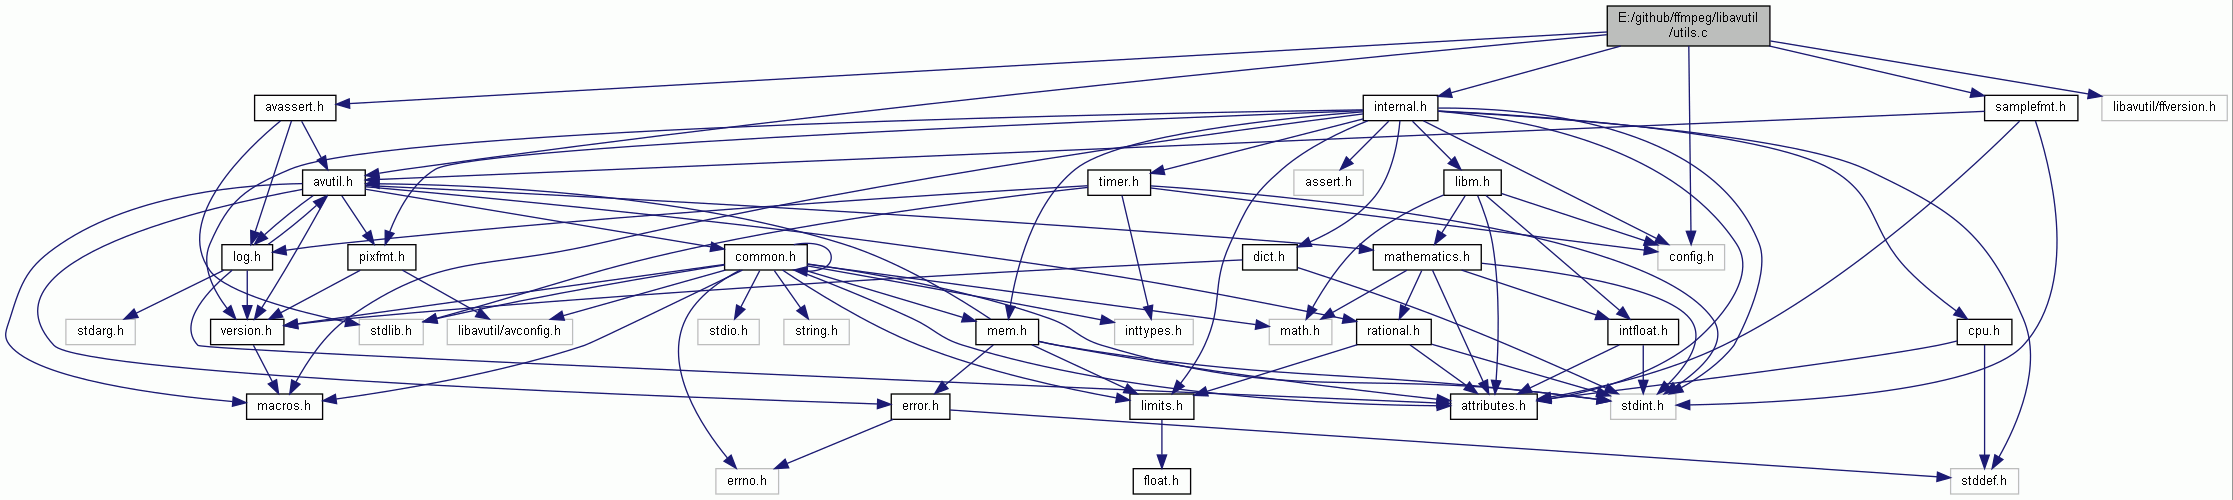 E:/github/ffmpeg/libavutil
/utils.c
avassert.h
internal.h
samplefmt.h
libavutil/ffversion.h
avutil.h
timer.h
assert.h
libm.h
log.h
pixfmt.h
common.h
dict.h
mathematics.h
config.h
stdarg.h
version.h
stdlib.h
libavutil/avconfig.h
stdio.h
string.h
mem.h
inttypes.h
math.h
rational.h
intfloat.h
cpu.h
macros.h
error.h
limits.h
attributes.h
stdint.h
errno.h
float.h
stddef.h